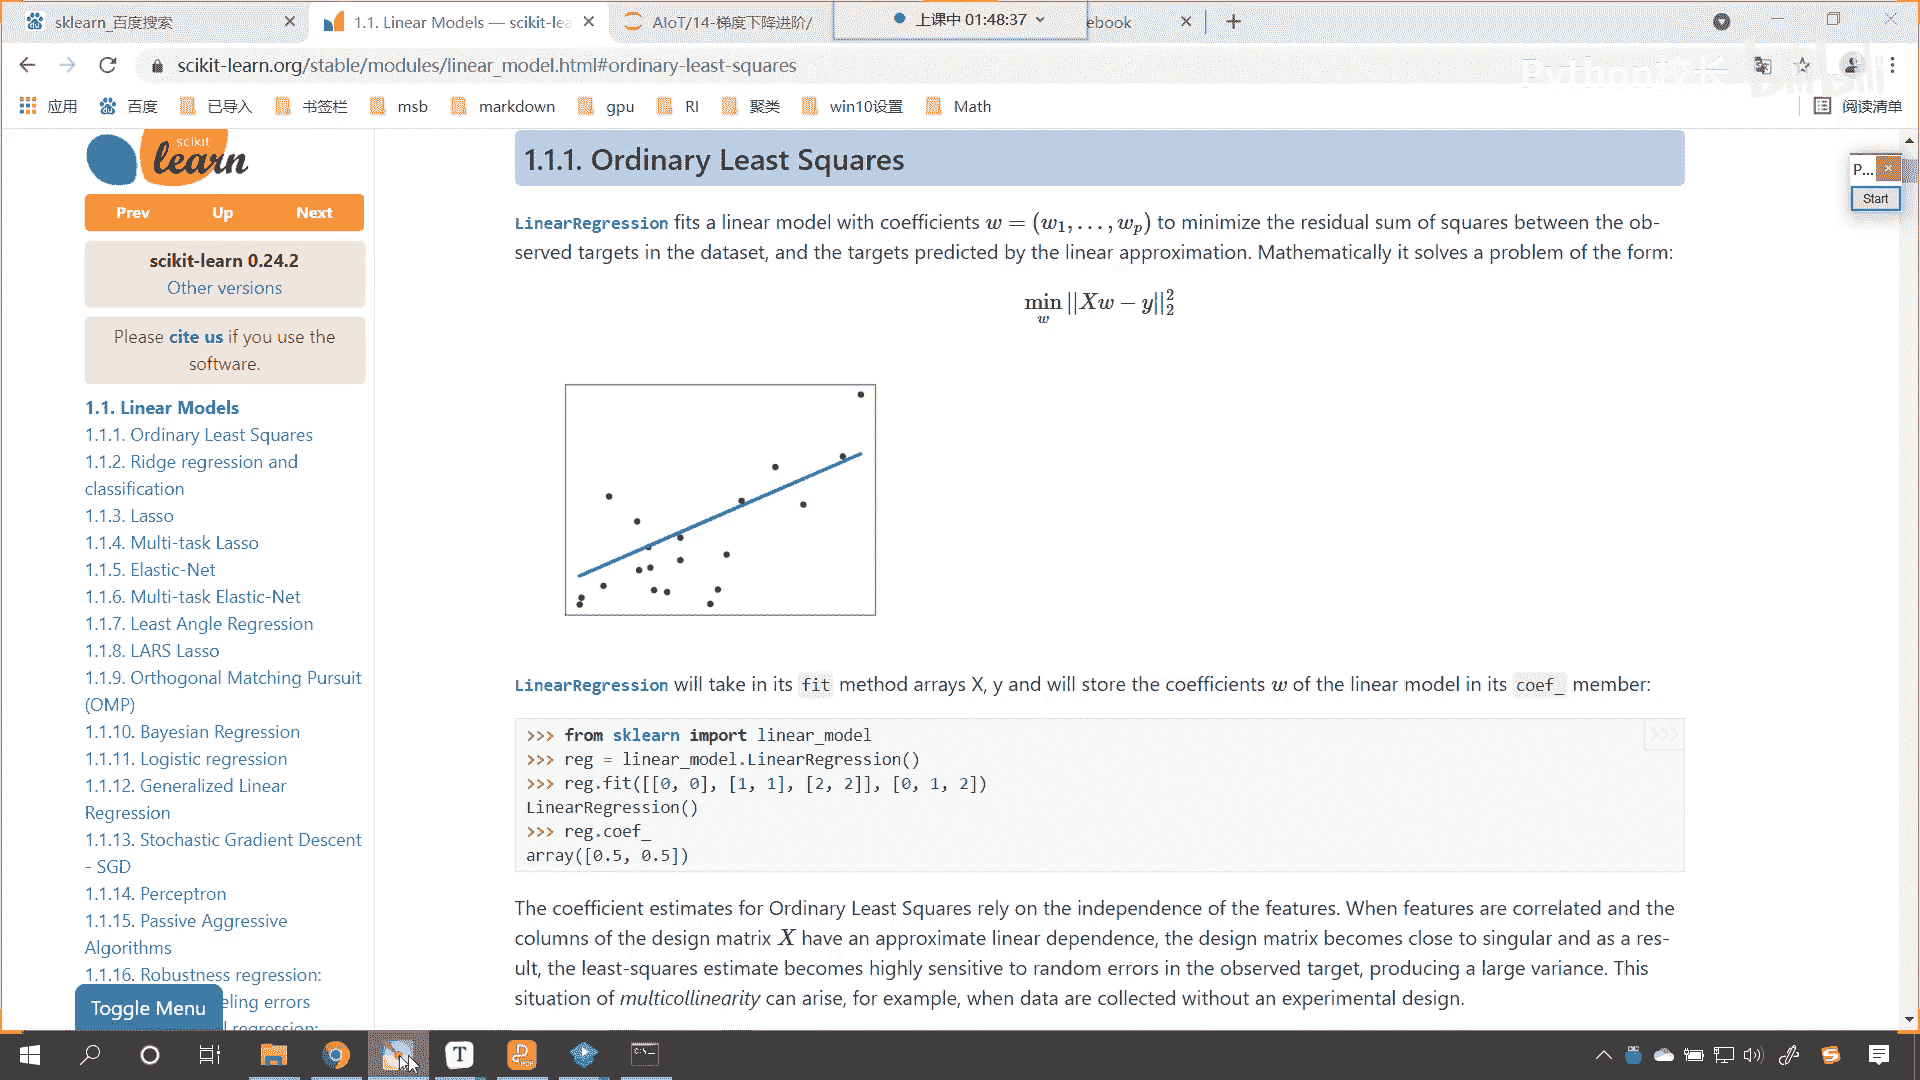 sklearn_百度搜索
1.1. Linear Models — scikit-lea
AIoT/14-梯度下降进阶/
上课中 01:48:37
ebook
scikit-learn.org/stable/modules/linear_model.html#ordinary-least-squares
应用 百度 已导入 书签栏 msb markdown gpu RI 聚类 win10设置 Math 阅读清单
scikit
learn
Prev Up Next
scikit-learn 0.24.2
Other versions
Please cite us if you use the
software.
1.1. Linear Models
1.1.1. Ordinary Least Squares
1.1.2. Ridge regression and
classification
1.1.3. Lasso
1.1.4. Multi-task Lasso
1.1.5. Elastic-Net
1.1.6. Multi-task Elastic-Net
1.1.7. Least Angle Regression
1.1.8. LARS Lasso
1.1.9. Orthogonal Matching Pursuit
(OMP)
1.1.10. Bayesian Regression
1.1.11. Logistic regression
1.1.12. Generalized Linear
Regression
1.1.13. Stochastic Gradient Descent
- SGD
1.1.14. Perceptron
1.1.15. Passive Aggressive
Algorithms
1.1.16. Robustness regression:
eling errors
regression:
Toggle Menu
1.1.1. Ordinary Least Squares
LinearRegression fits a linear model with coefficients w = (w₁, . . . , wₚ) to minimize the residual sum of squares between the ob-
served targets in the dataset, and the targets predicted by the linear approximation. Mathematically it solves a problem of the form:
min ||Xw − y||₂²
w
LinearRegression will take in its fit method arrays X, y and will store the coefficients w of the linear model in its coef_ member:
>>> from sklearn import linear_model
>>> reg = linear_model.LinearRegression()
>>> reg.fit([[0, 0], [1, 1], [2, 2]], [0, 1, 2])
LinearRegression()
>>> reg.coef_
array([0.5, 0.5])
>>>
The coefficient estimates for Ordinary Least Squares rely on the independence of the features. When features are correlated and the
columns of the design matrix X have an approximate linear dependence, the design matrix becomes close to singular and as a res-
ult, the least-squares estimate becomes highly sensitive to random errors in the observed target, producing a large variance. This
situation of multicollinearity can arise, for example, when data are collected without an experimental design.
P...
Start